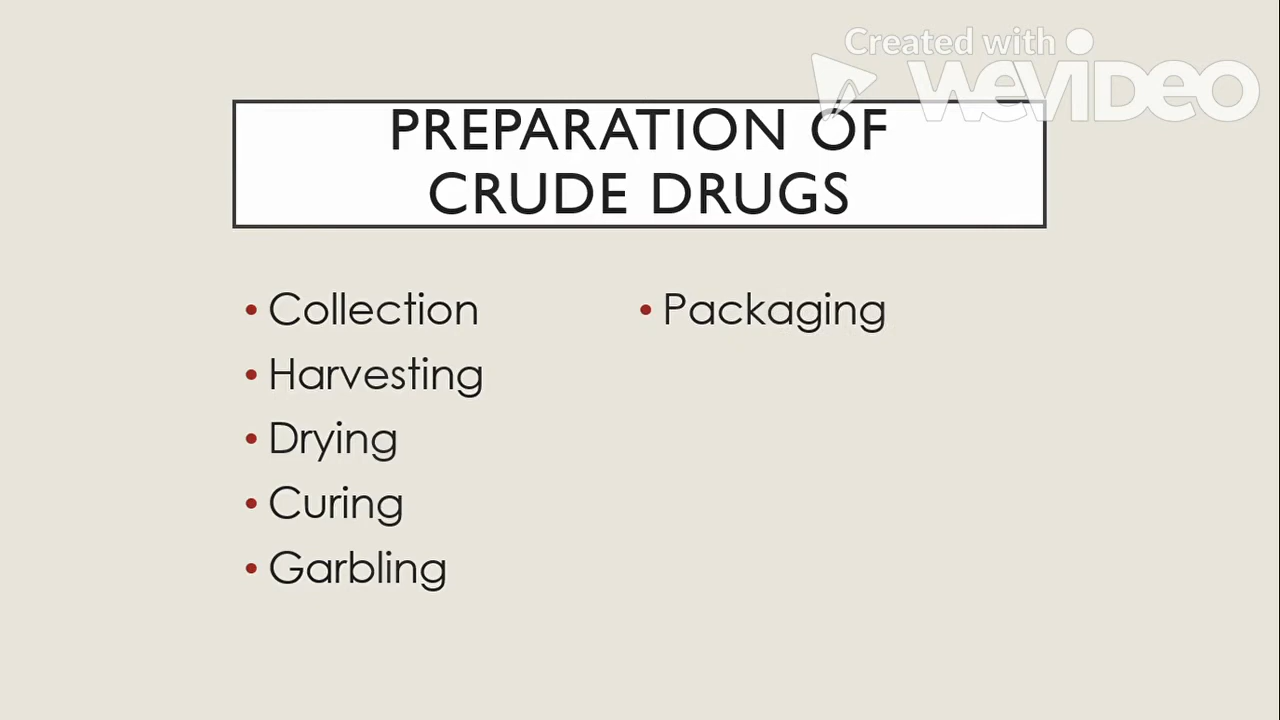 Created with
WeVideo
PREPARATION OF
CRUDE DRUGS
• Collection
• Harvesting
• Drying
• Curing
• Garbling
• Packaging